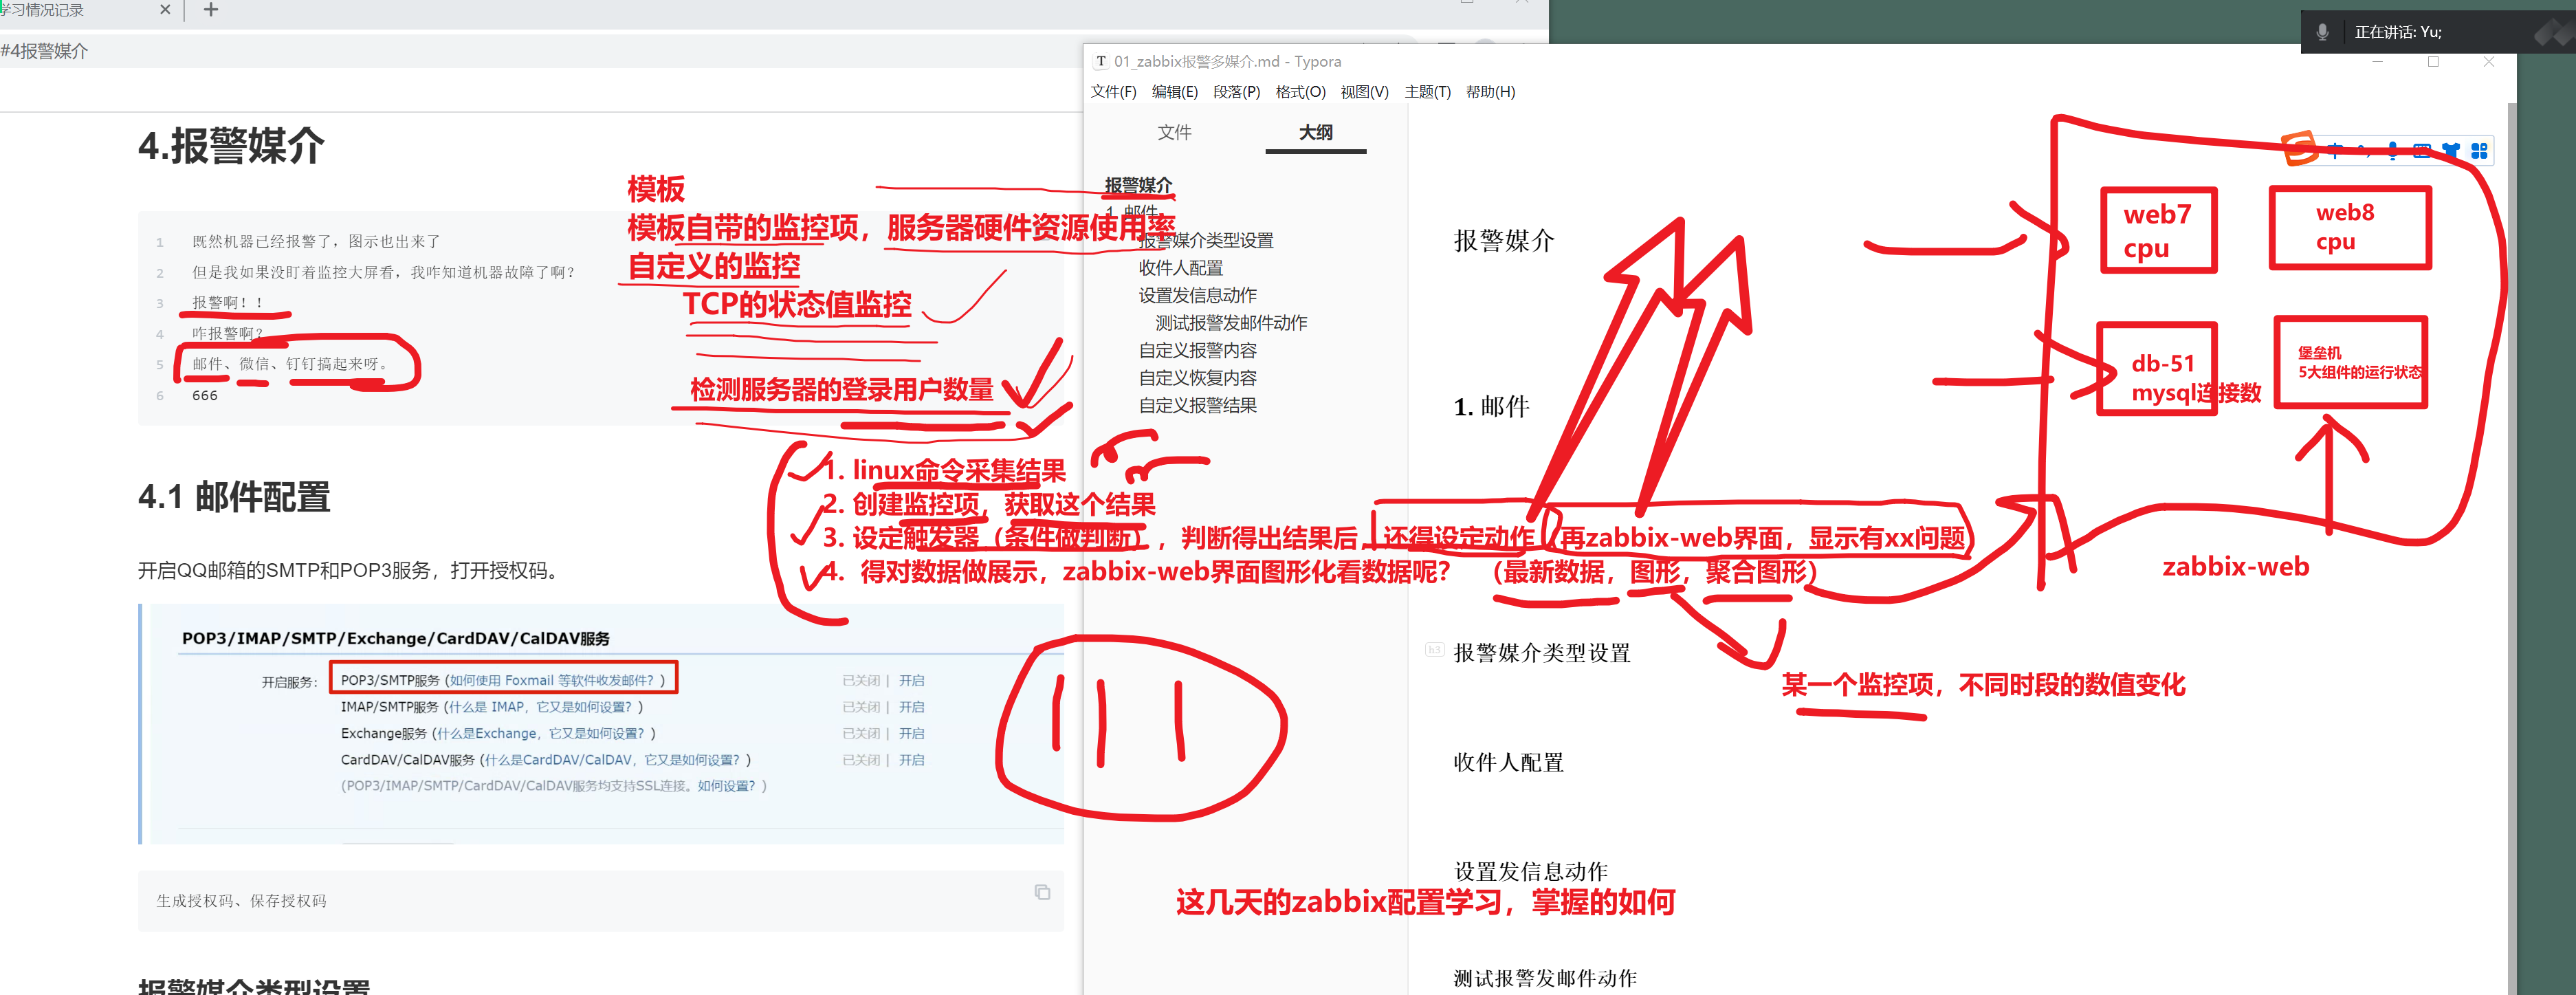 学习情况记录
#4报警媒介
正在讲话: Yu;
4.报警媒介
1 既然机器已经报警了，图示也出来了
2 但是我如果没盯着监控大屏看，我咋知道机器故障了啊？
3 报警啊！！
4 咋报警啊？
5 邮件、微信、钉钉搞起来呀。
6 666
4.1 邮件配置
开启QQ邮箱的SMTP和POP3服务，打开授权码。
POP3/IMAP/SMTP/Exchange/CardDAV/CalDAV服务
开启服务： POP3/SMTP服务 (如何使用 Foxmail 等软件收发邮件？) 已关闭 | 开启
IMAP/SMTP服务 (什么是 IMAP，它又是如何设置？) 已关闭 | 开启
Exchange服务 (什么是Exchange，它又是如何设置？) 已关闭 | 开启
CardDAV/CalDAV服务 (什么是CardDAV/CalDAV，它又是如何设置？) 已关闭 | 开启
(POP3/IMAP/SMTP/CardDAV/CalDAV服务均支持SSL连接。如何设置？)
生成授权码、保存授权码
报警媒介类型设置
模板
模板自带的监控项，服务器硬件资源使用率
自定义的监控
TCP的状态值监控
检测服务器的登录用户数量
1. linux命令采集结果
2. 创建监控项，获取这个结果
3. 设定触发器（条件做判断），判断得出结果后，还得设定动作（再zabbix-web界面，显示有xx问题）
4. 得对数据做展示，zabbix-web界面图形化看数据呢？ （最新数据，图形，聚合图形）
某一个监控项，不同时段的数值变化
这几天的zabbix配置学习，掌握的如何
T 01_zabbix报警多媒介.md - Typora
文件(F) 编辑(E) 段落(P) 格式(O) 视图(V) 主题(T) 帮助(H)
文件 大纲
报警媒介
1. 邮件
报警媒介类型设置
收件人配置
设置发信息动作
测试报警发邮件动作
自定义报警内容
自定义恢复内容
自定义报警结果
报警媒介
1. 邮件
h3 报警媒介类型设置
收件人配置
设置发信息动作
测试报警发邮件动作
中
web7
cpu
web8
cpu
db-51
mysql连接数
堡垒机
5大组件的运行状态
zabbix-web